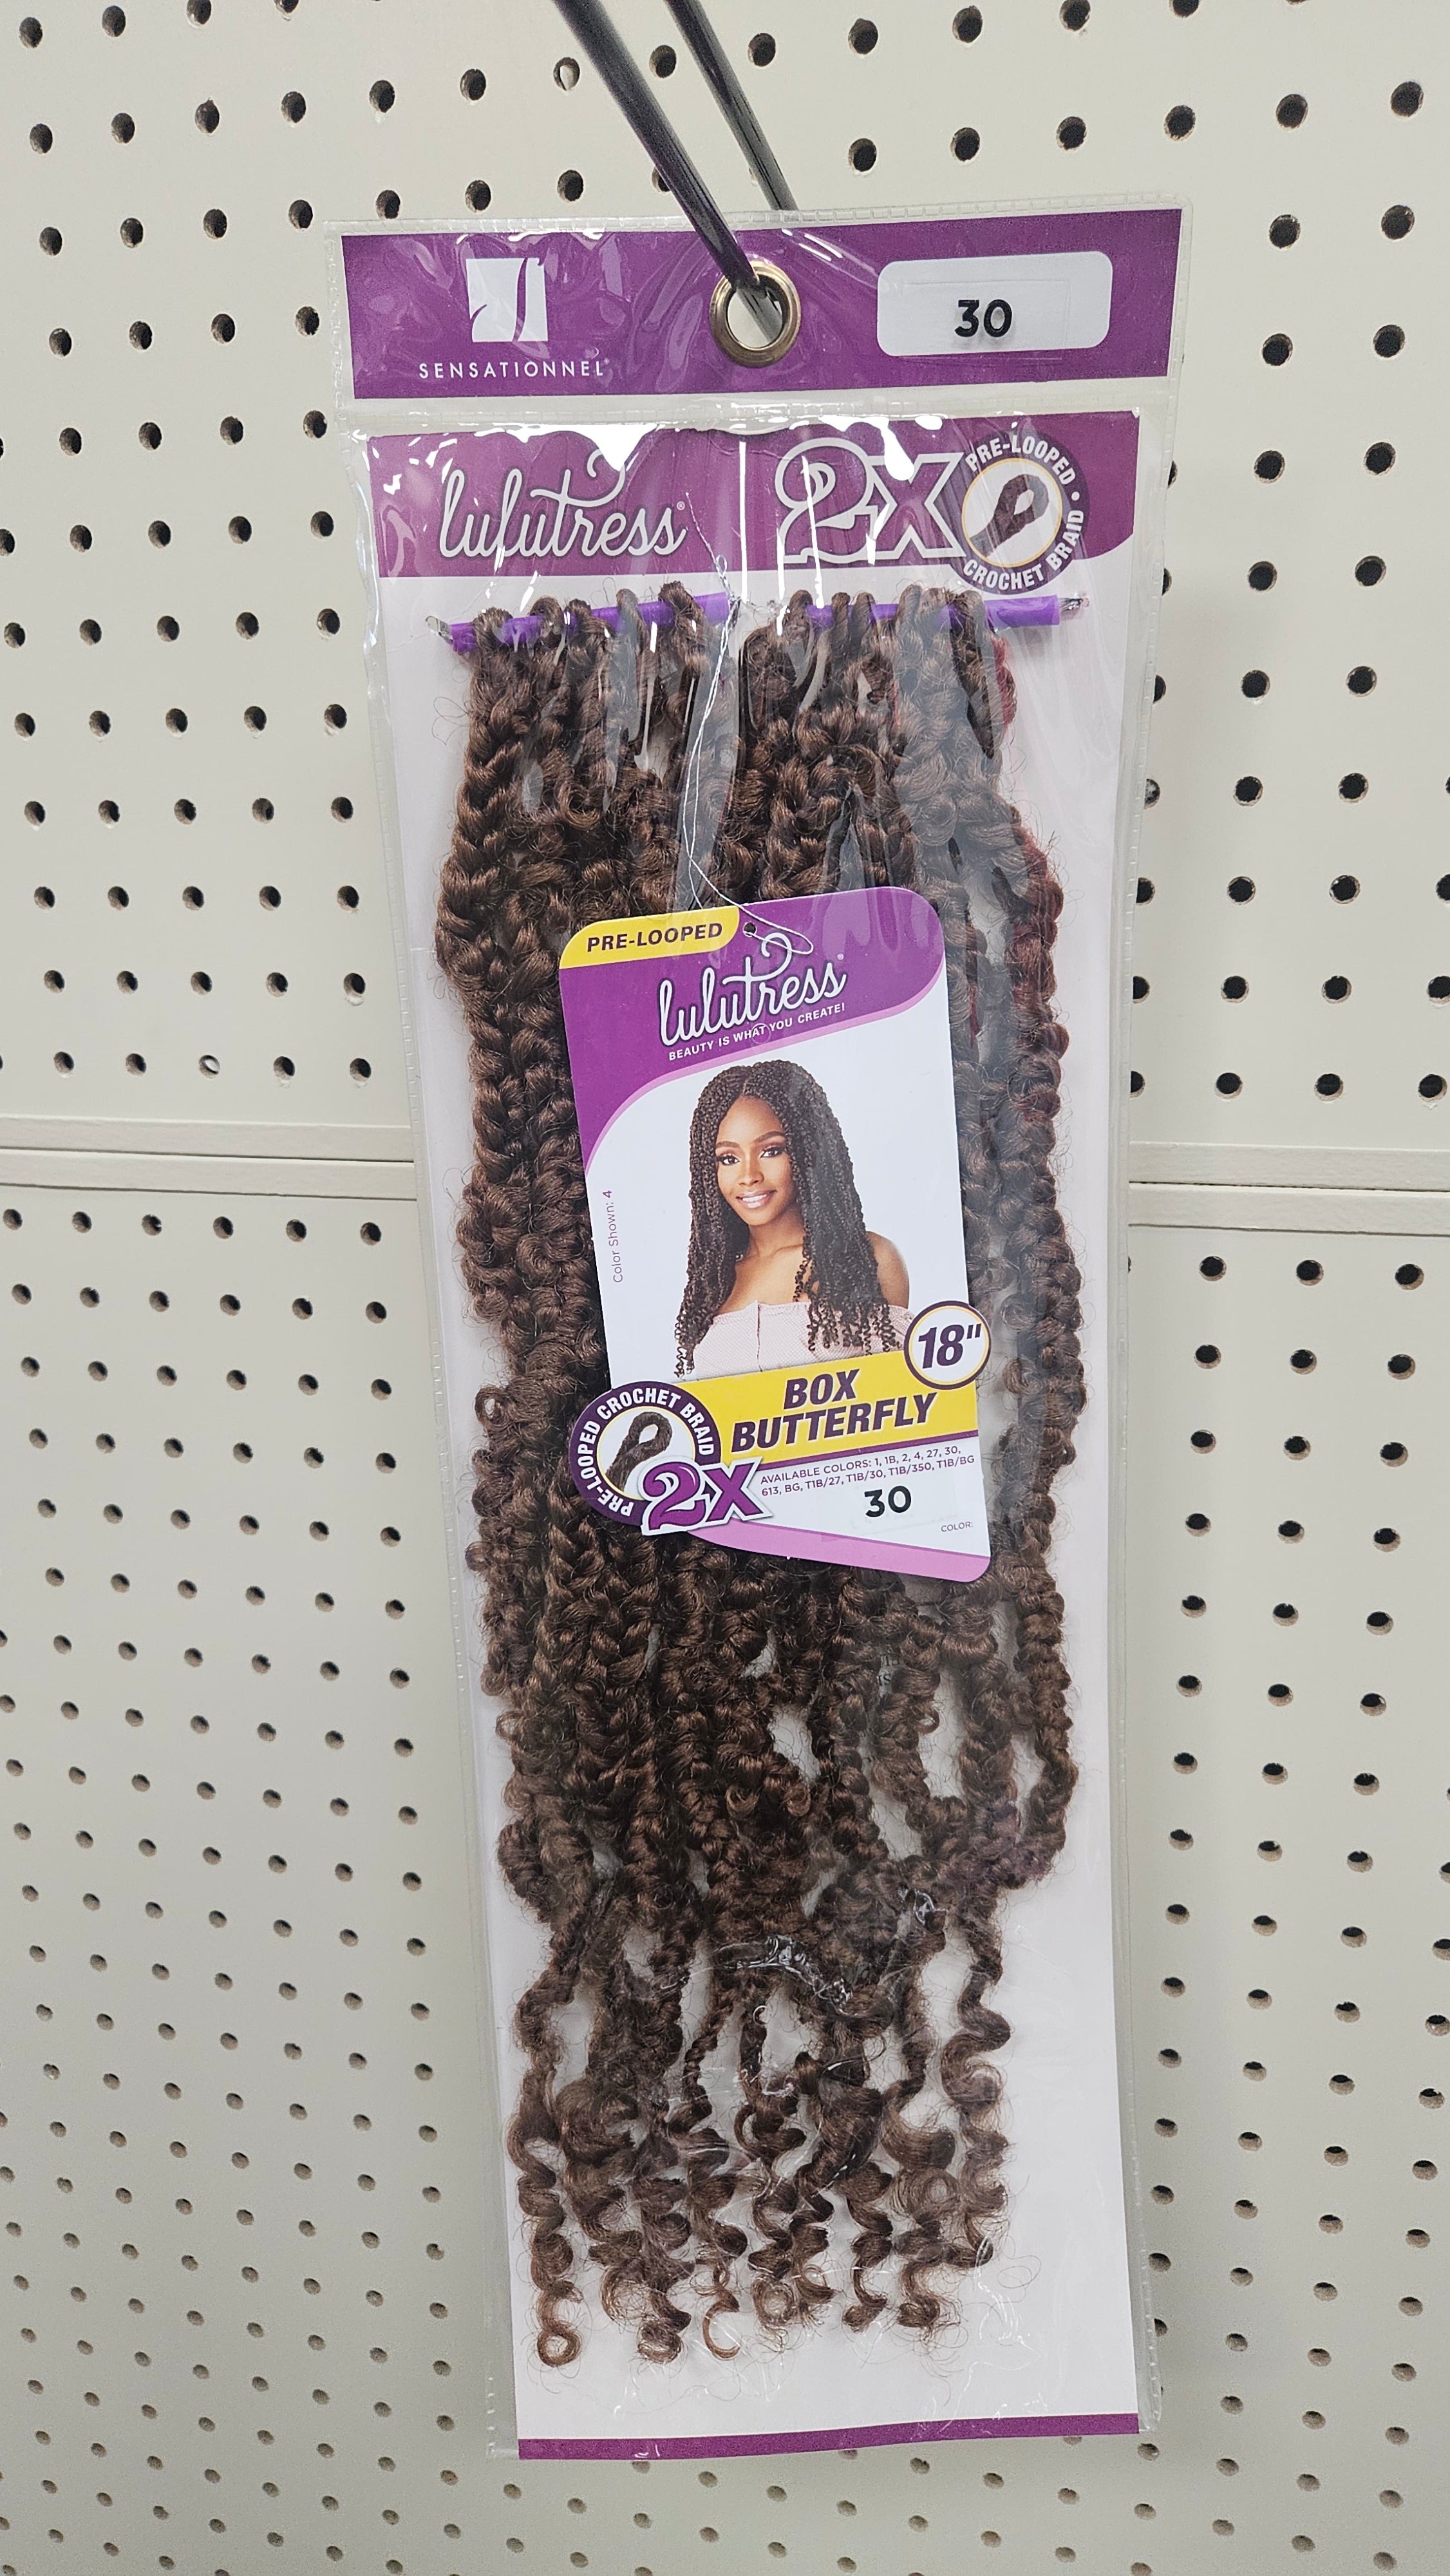 SENSATIONNEL®
30
lulutress®
2X
PRE-LOOPED • CROCHET BRAID
PRE-LOOPED
lulutress®
BEAUTY IS WHAT YOU CREATE!
Color Shown: 4
18"
BOX
BUTTERFLY
PRE-LOOPED CROCHET BRAID
2X
AVAILABLE COLORS: 1, 1B, 2, 4, 27, 30,
613, BG, T1B/27, T1B/30, T1B/350, T1B/BG
30
COLOR: